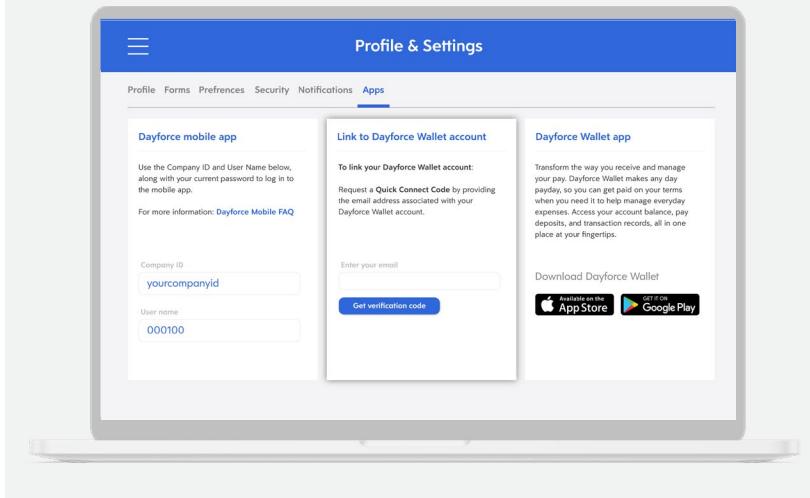 Profile & Settings
Profile Forms Prefrences Security Notifications Apps
Dayforce mobile app
Use the Company ID and User Name below,
along with your current password to log in to
the mobile app.
For more information: Dayforce Mobile FAQ
Company ID
yourcompanyid
User name
000100
Link to Dayforce Wallet account
To link your Dayforce Wallet account:
Request a Quick Connect Code by providing
the email address associated with your
Dayforce Wallet account.
Enter your email
Get verification code
Dayforce Wallet app
Transform the way you receive and manage
your pay. Dayforce Wallet makes any day
payday, so you can get paid on your terms
when you need it to help manage everyday
expenses. Access your account balance, pay
deposits, and transaction records, all in one
place at your fingertips.
Download Dayforce Wallet
Available on the
App Store
GET IT ON
Google Play